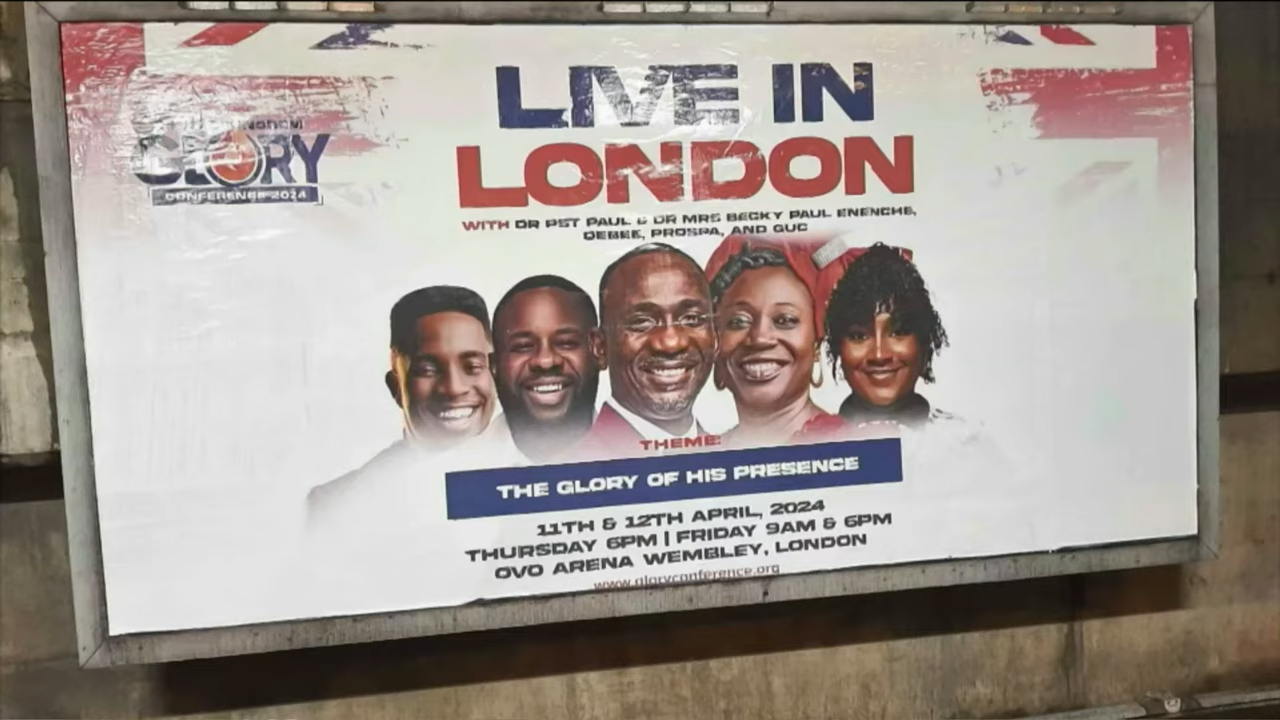 GLORY
CONFERENCE 2024
LIVE IN
LONDON
WITH DR PST PAUL & DR MRS BECKY PAUL ENENCHE,
DEBEE, PROSPA, AND GUC
THEME:
THE GLORY OF HIS PRESENCE
11TH & 12TH APRIL, 2024
THURSDAY 6PM | FRIDAY 9AM & 6PM
OVO ARENA WEMBLEY, LONDON
www.gloryconference.org